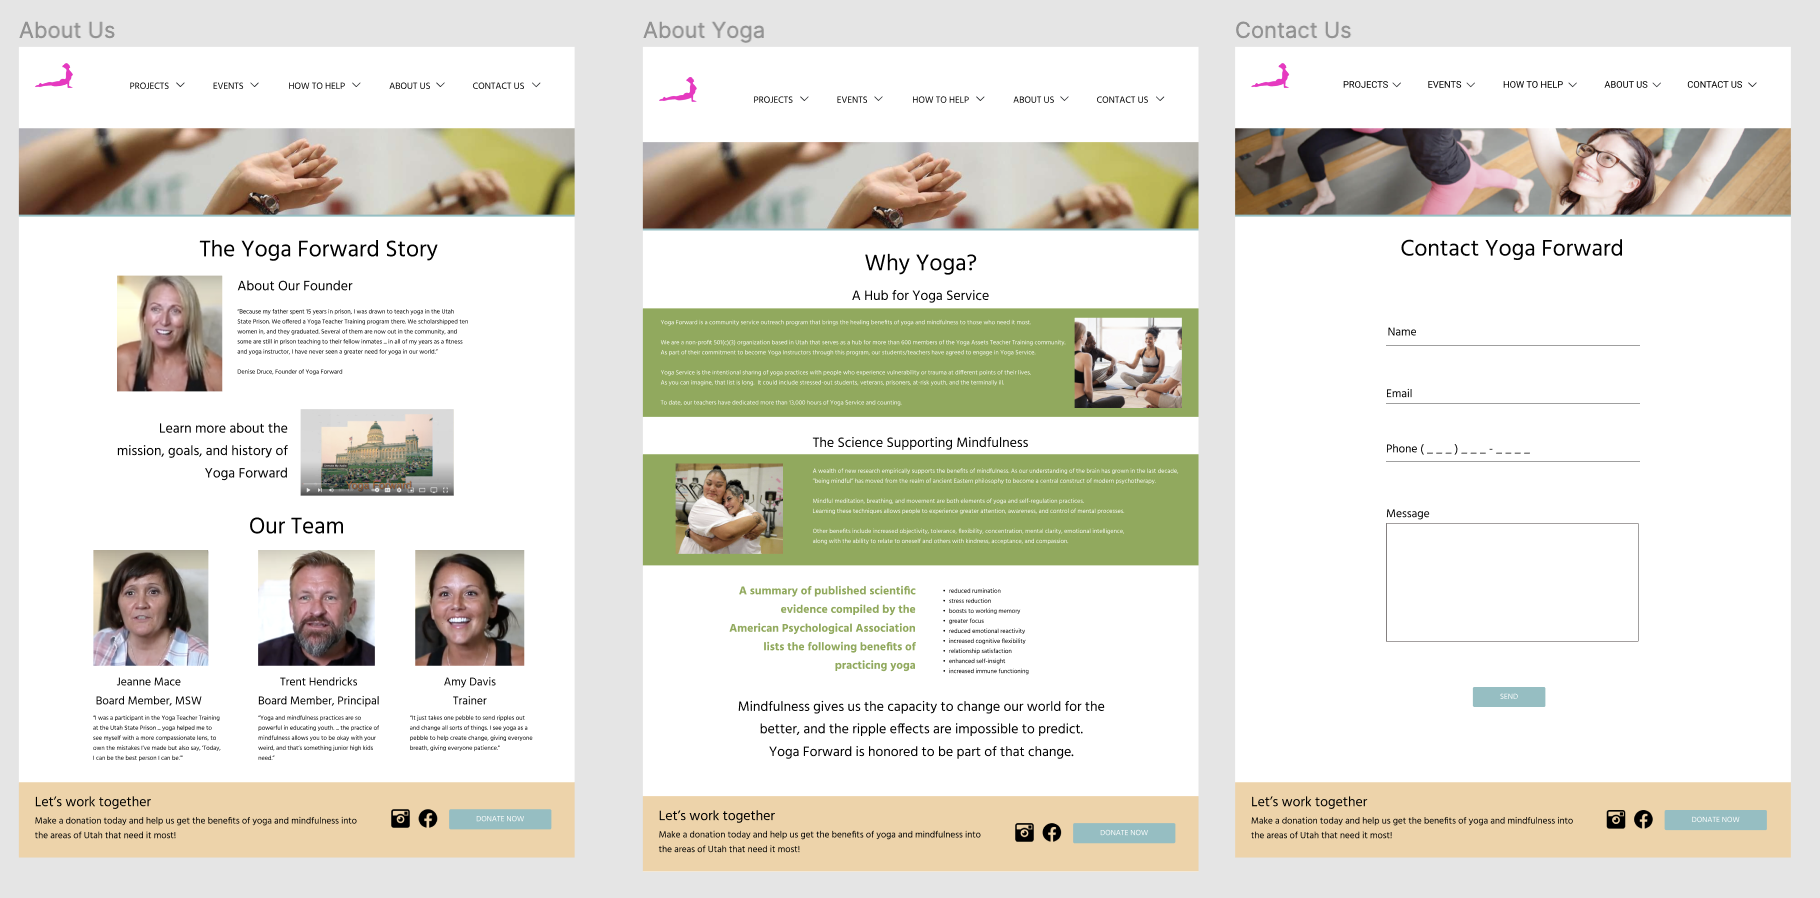 About Us
PROJECTS
EVENTS
HOW TO HELP
ABOUT US
CONTACT US
The Yoga Forward Story
About Our Founder
"Because my father spent 15 years in prison, I was drawn to teach yoga in the Utah
State Prison. We offered a Yoga Teacher Training program there. We scholarshipped ten
women in, and they graduated. Several of them are now out in the community, and
some are still in prison teaching to their fellow inmates ... in all of my years as a fitness
and yoga instructor, I have never seen a greater need for yoga in our world."
Denise Druce, Founder of Yoga Forward
Learn more about the
mission, goals, and history of
Yoga Forward
Our Team
Jeanne Mace
Board Member, MSW
"I was a participant in the Yoga Teacher Training
at the Utah State Prison ... yoga helped me to
see myself with a more compassionate lens, to
own the mistakes I've made but also say, 'Today,
I can be the best person I can be.'"
Trent Hendricks
Board Member, Principal
"Yoga and mindfulness practices are so
powerful in educating youth. ... the practice of
mindfulness allows you to be okay with your
weird, and that's something junior high kids
need."
Amy Davis
Trainer
"It just takes one pebble to send ripples out
and change all sorts of things. I see yoga as a
pebble to help create change, giving everyone
breath, giving everyone patience."
Let's work together
Make a donation today and help us get the benefits of yoga and mindfulness into
the areas of Utah that need it most!
DONATE NOW
About Yoga
PROJECTS
EVENTS
HOW TO HELP
ABOUT US
CONTACT US
Why Yoga?
A Hub for Yoga Service
Yoga Forward is a community service outreach program that brings the healing benefits of yoga and mindfulness to those who need it most.
We are a non-profit 501(c)(3) organization based in Utah that serves as a hub for more than 600 members of the Yoga Assets Teacher Training community.
As part of their commitment to become Yoga Instructors through this program, our students/teachers have agreed to engage in Yoga Service.
Yoga Service is the intentional sharing of yoga practices with people who experience vulnerability or trauma at different points of their lives.
As you can imagine, that list is long. It could include stressed-out students, veterans, prisoners, at-risk youth, and the terminally ill.
To date, our teachers have dedicated more than 13,000 hours of Yoga Service and counting.
The Science Supporting Mindfulness
A wealth of new research empirically supports the benefits of mindfulness. As our understanding of the brain has grown in the last decade,
"being mindful" has moved from the realm of ancient Eastern philosophy to become a central construct of modern psychotherapy.
Mindful meditation, breathing, and movement are both elements of yoga and self-regulation practices.
Learning these techniques allows people to experience greater attention, awareness, and control of mental processes.
Other benefits include increased objectivity, tolerance, flexibility, concentration, mental clarity, emotional intelligence,
along with the ability to relate to oneself and others with kindness, acceptance, and compassion.
A summary of published scientific
evidence compiled by the
American Psychological Association
lists the following benefits of
practicing yoga
• reduced rumination
• stress reduction
• boosts to working memory
• greater focus
• reduced emotional reactivity
• increased cognitive flexibility
• relationship satisfaction
• enhanced self-insight
• increased immune functioning
Mindfulness gives us the capacity to change our world for the
better, and the ripple effects are impossible to predict.
Yoga Forward is honored to be part of that change.
Let's work together
Make a donation today and help us get the benefits of yoga and mindfulness into
the areas of Utah that need it most!
DONATE NOW
Contact Us
PROJECTS
EVENTS
HOW TO HELP
ABOUT US
CONTACT US
Contact Yoga Forward
Name
Email
Phone ( _ _ _ ) _ _ _ - _ _ _ _
Message
SEND
Let's work together
Make a donation today and help us get the benefits of yoga and mindfulness into
the areas of Utah that need it most!
DONATE NOW